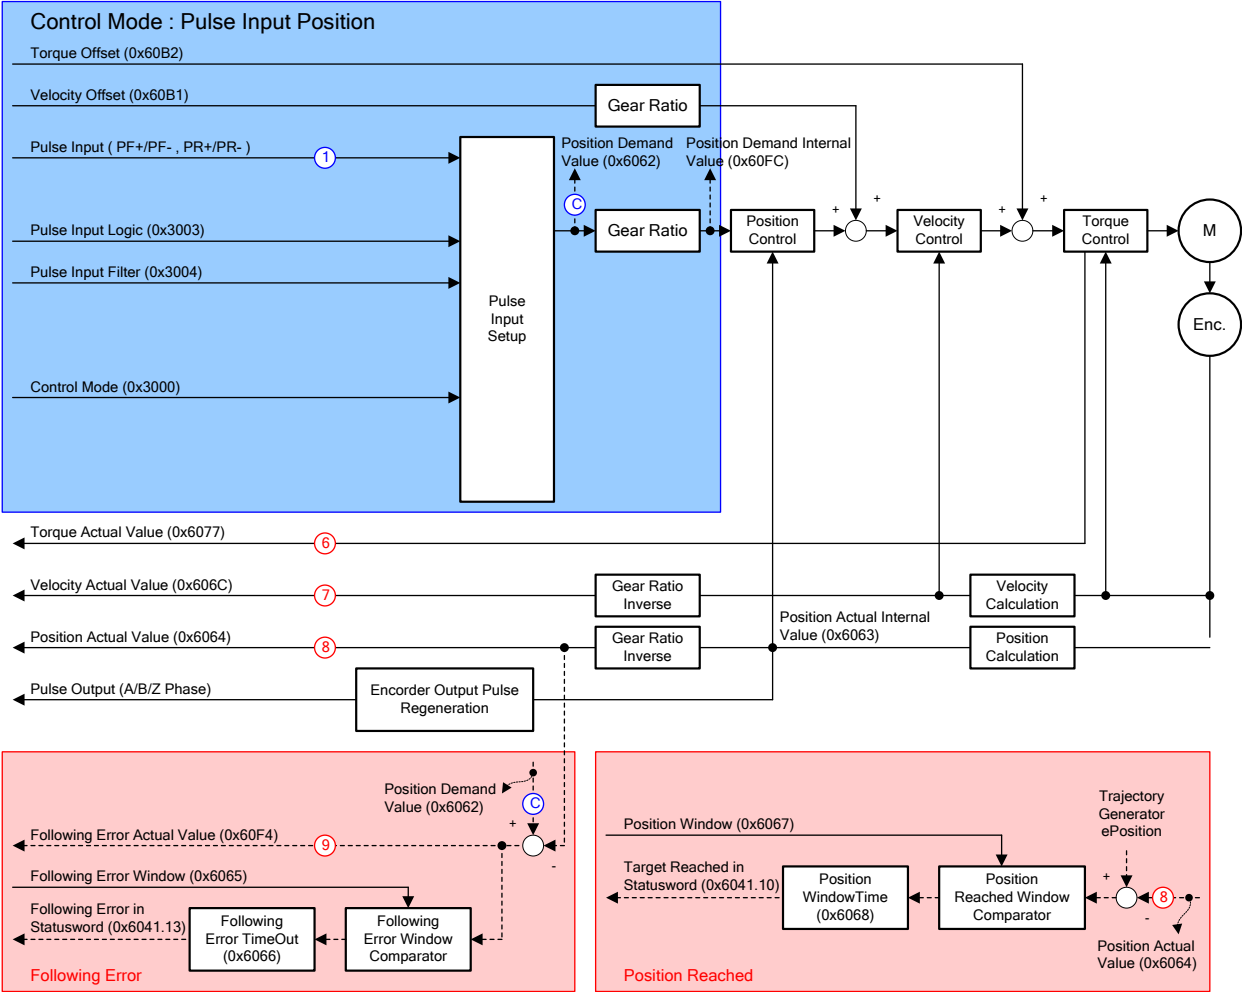 Control Mode : Pulse Input Position
Torque Offset (0x60B2)
Velocity Offset (0x60B1)
Gear Ratio
Pulse Input ( PF+/PF- , PR+/PR- )
1
Position Demand
Value (0x6062)
Position Demand Internal
Value (0x60FC)
C
+
+
+
+
Pulse Input Logic (0x3003)
Gear Ratio
Position
Control
Velocity
Control
Torque
Control
M
Pulse Input Filter (0x3004)
Pulse
Input
Setup
Enc.
Control Mode (0x3000)
Torque Actual Value (0x6077)
6
Velocity Actual Value (0x606C)
7
Gear Ratio
Inverse
Velocity
Calculation
Position Actual Value (0x6064)
8
Gear Ratio
Inverse
Position Actual Internal
Value (0x6063)
Position
Calculation
Pulse Output (A/B/Z Phase)
Encorder Output Pulse
Regeneration
Position Demand
Value (0x6062)
C
+
-
Following Error Actual Value (0x60F4)
9
Following Error Window (0x6065)
Following Error in
Statusword (0x6041.13)
Following
Error TimeOut
(0x6066)
Following
Error Window
Comparator
Following Error
Trajectory
Generator
ePosition
Position Window (0x6067)
Target Reached in
Statusword (0x6041.10)
Position
WindowTime
(0x6068)
Position
Reached Window
Comparator
+
-
8
Position Actual
Value (0x6064)
Position Reached